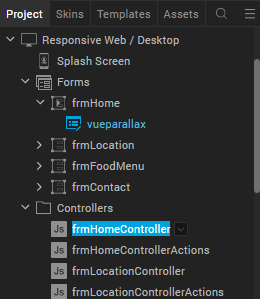 Project Skins Templates Assets
Responsive Web / Desktop
Splash Screen
Forms
frmHome
vueparallax
frmLocation
frmFoodMenu
frmContact
Controllers
Js frmHomeController
Js frmHomeControllerActions
Js frmLocationController
Js frmLocationControllerActions